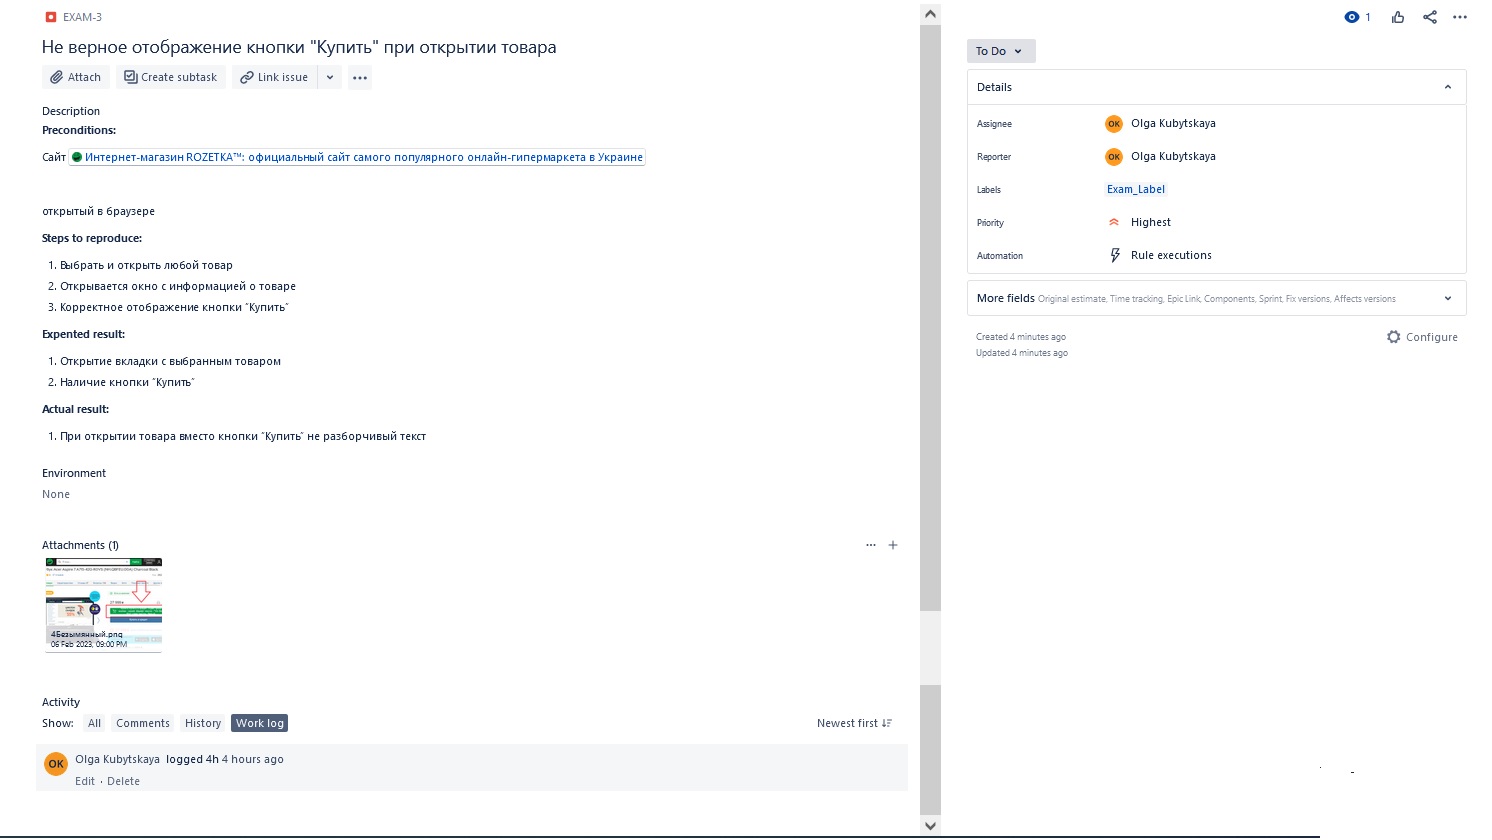 EXAM-3
1
Не верное отображение кнопки "Купить" при открытии товара
To Do
Attach
Create subtask
Link issue
Description
Preconditions:
Сайт Интернет-магазин ROZETKA™: официальный сайт самого популярного онлайн-гипермаркета в Украине
открытый в браузере
Steps to reproduce:
1. Выбрать и открыть любой товар
2. Открывается окно с информацией о товаре
3. Корректное отображение кнопки "Купить"
Expented result:
1. Открытие вкладки с выбранным товаром
2. Наличие кнопки "Купить"
Actual result:
1. При открытии товара вместо кнопки "Купить" не разборчивый текст
Environment
None
Attachments (1)
4Безымянный.png
06 Feb 2023, 09:00 PM
Activity
Show: All Comments History Work log
Newest first
OK Olga Kubytskaya logged 4h 4 hours ago
Edit · Delete
Details
Assignee OK Olga Kubytskaya
Reporter OK Olga Kubytskaya
Labels Exam_Label
Priority Highest
Automation Rule executions
More fields Original estimate, Time tracking, Epic Link, Components, Sprint, Fix versions, Affects versions
Created 4 minutes ago
Configure
Updated 4 minutes ago